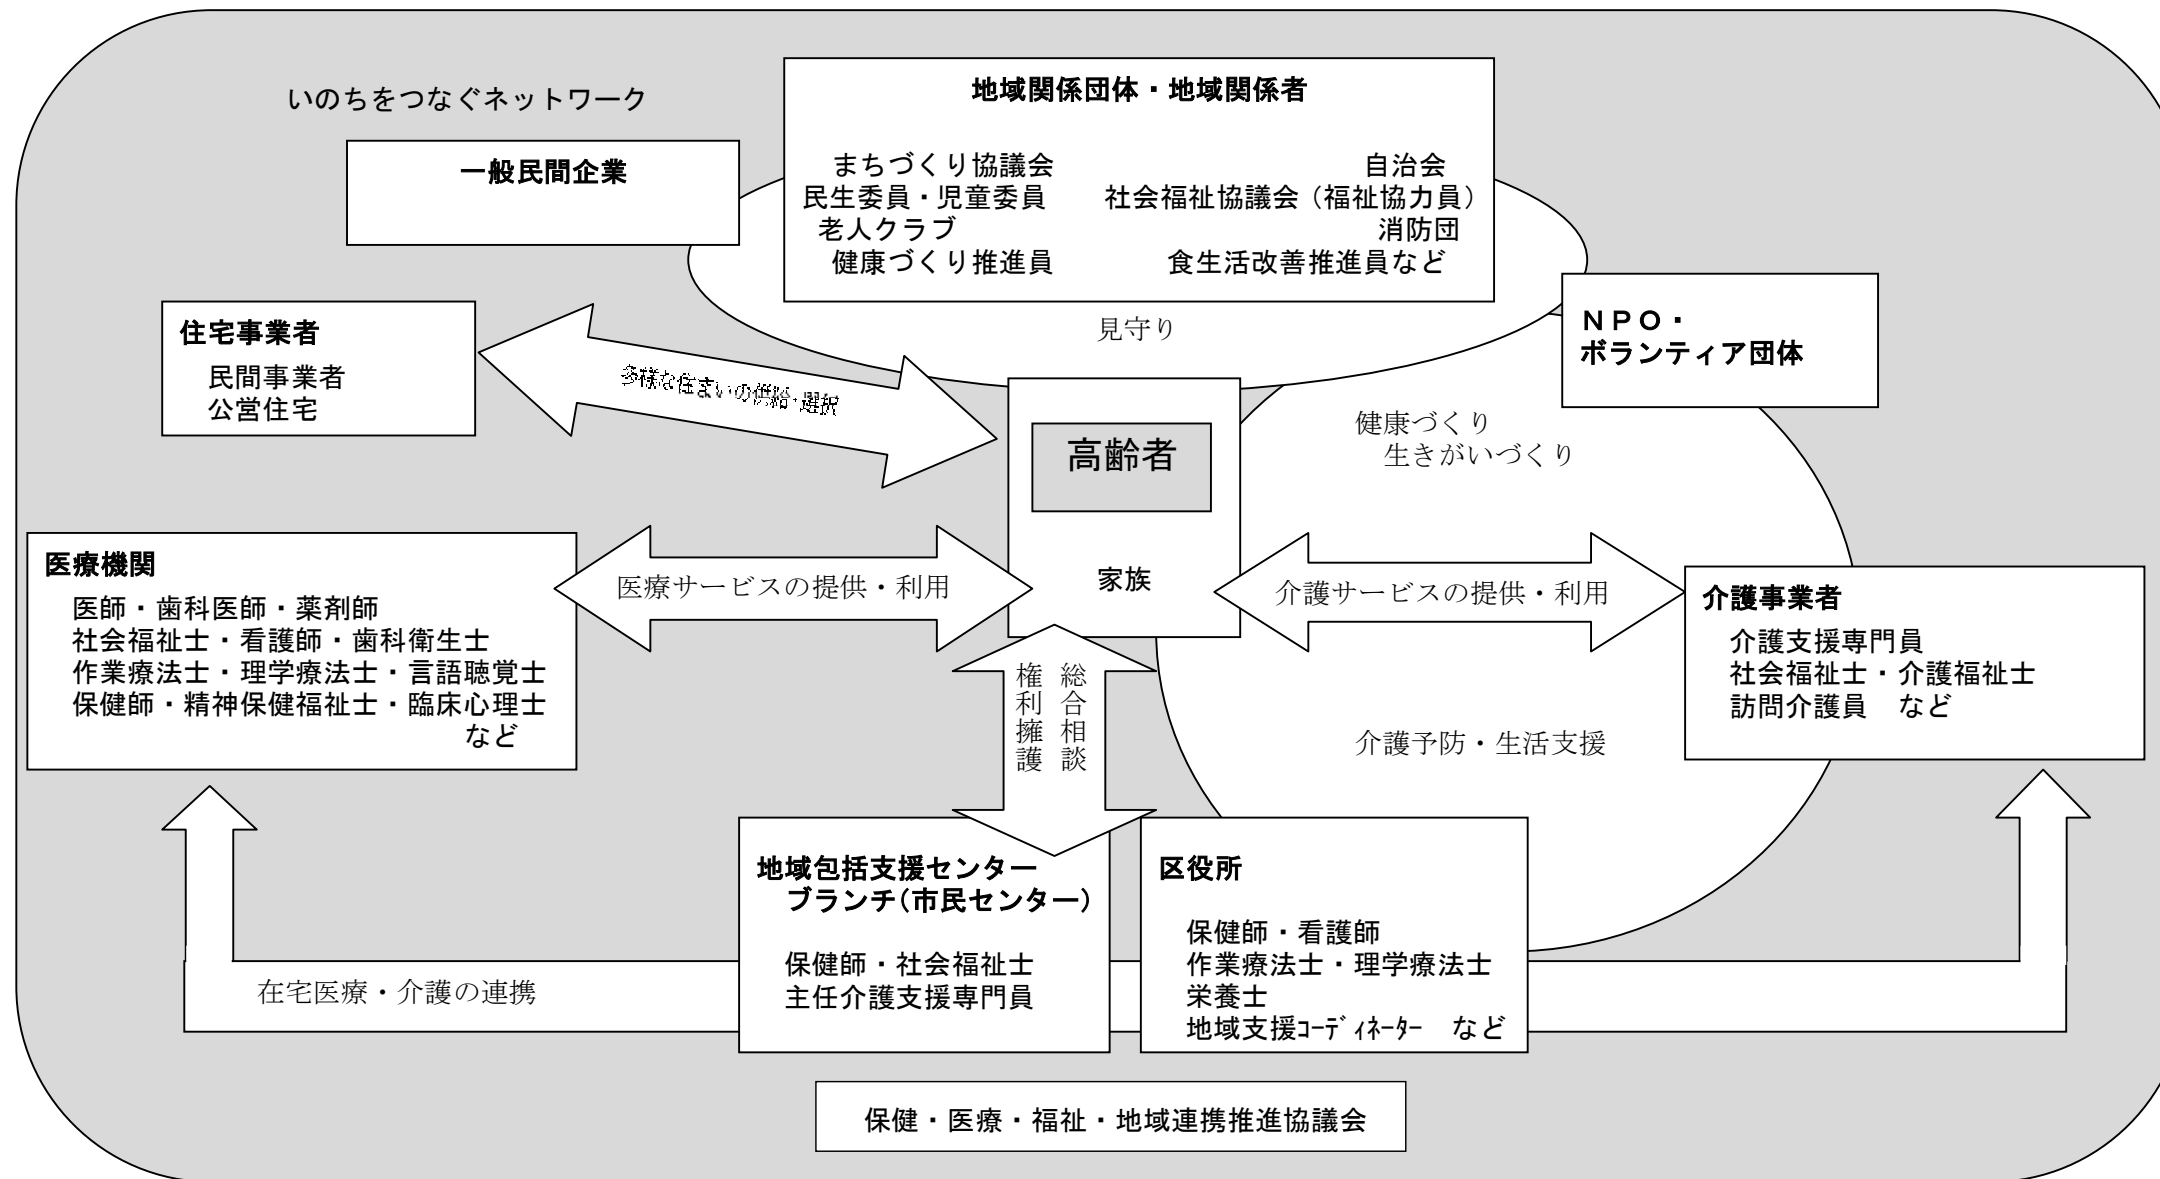 いのちをつなぐネットワーク
地域関係団体・地域関係者
まちづくり協議会　自治会
民生委員・児童委員　社会福祉協議会（福祉協力員）
老人クラブ　消防団
健康づくり推進員　食生活改善推進員など
一般民間企業
見守り
住宅事業者
民間事業者
公営住宅
多様な住まいの供給・選択
ＮＰＯ・
ボランティア団体
健康づくり
生きがいづくり
高齢者
家族
医療機関
医師・歯科医師・薬剤師
社会福祉士・看護師・歯科衛生士
作業療法士・理学療法士・言語聴覚士
保健師・精神保健福祉士・臨床心理士
など
医療サービスの提供・利用
介護サービスの提供・利用
介護事業者
介護支援専門員
社会福祉士・介護福祉士
訪問介護員　など
総合相談
権利擁護
介護予防・生活支援
地域包括支援センター
ブランチ（市民センター）
保健師・社会福祉士
主任介護支援専門員
区役所
保健師・看護師
作業療法士・理学療法士
栄養士
地域支援ｺｰﾃﾞｨﾈｰﾀｰ　など
在宅医療・介護の連携
保健・医療・福祉・地域連携推進協議会